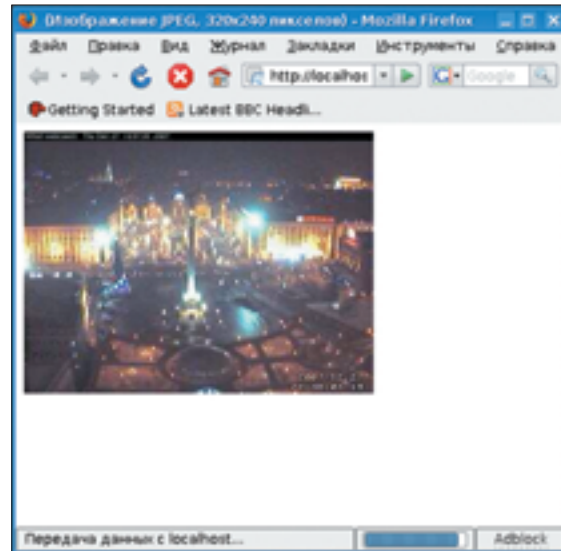 (Изображение JPEG, 320x240 пикселов) - Mozilla Firefox
Файл Правка Вид Журнал Закладки Инструменты Справка
http://localhos Google
Getting Started Latest BBC Headli...
Передача данных с localhost... Adblock